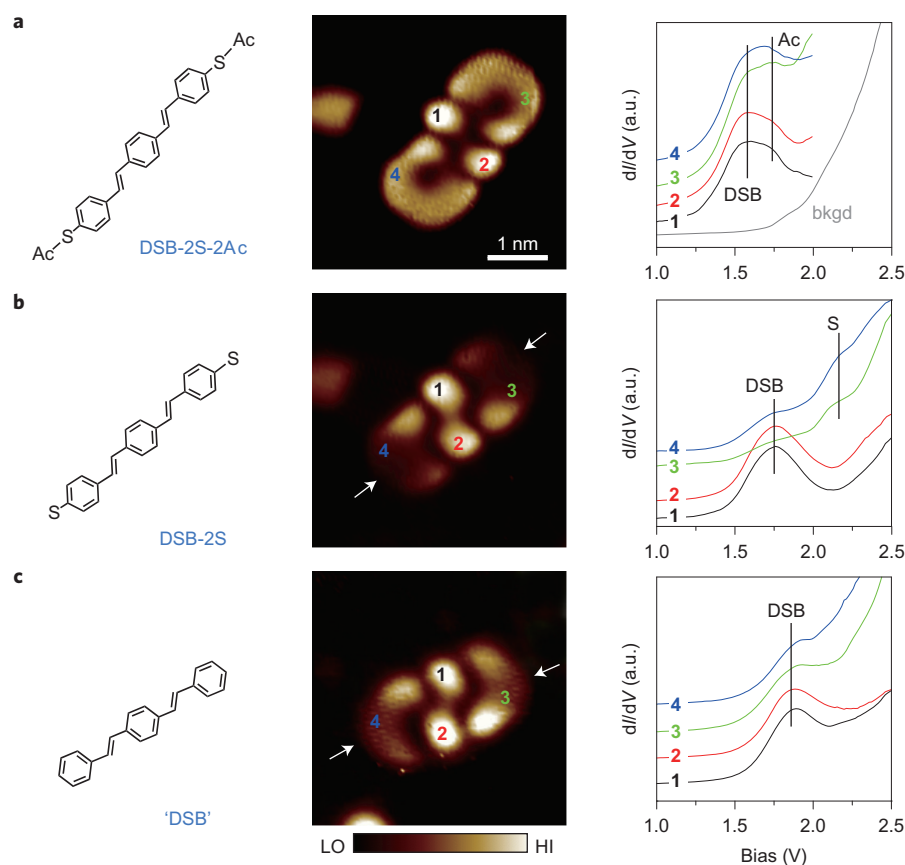 a
Ac
S
S
Ac
DSB-2S-2Ac
1
2
3
4
1 nm
dI/dV (a.u.)
Ac
4
3
2
1
DSB
bkgd
1.0 1.5 2.0 2.5
b
S
S
DSB-2S
1
2
3
4
dI/dV (a.u.)
S
DSB
4
3
2
1
1.0 1.5 2.0 2.5
c
'DSB'
1
2
3
4
LO HI
dI/dV (a.u.)
DSB
4
3
2
1
1.0 1.5 2.0 2.5
Bias (V)